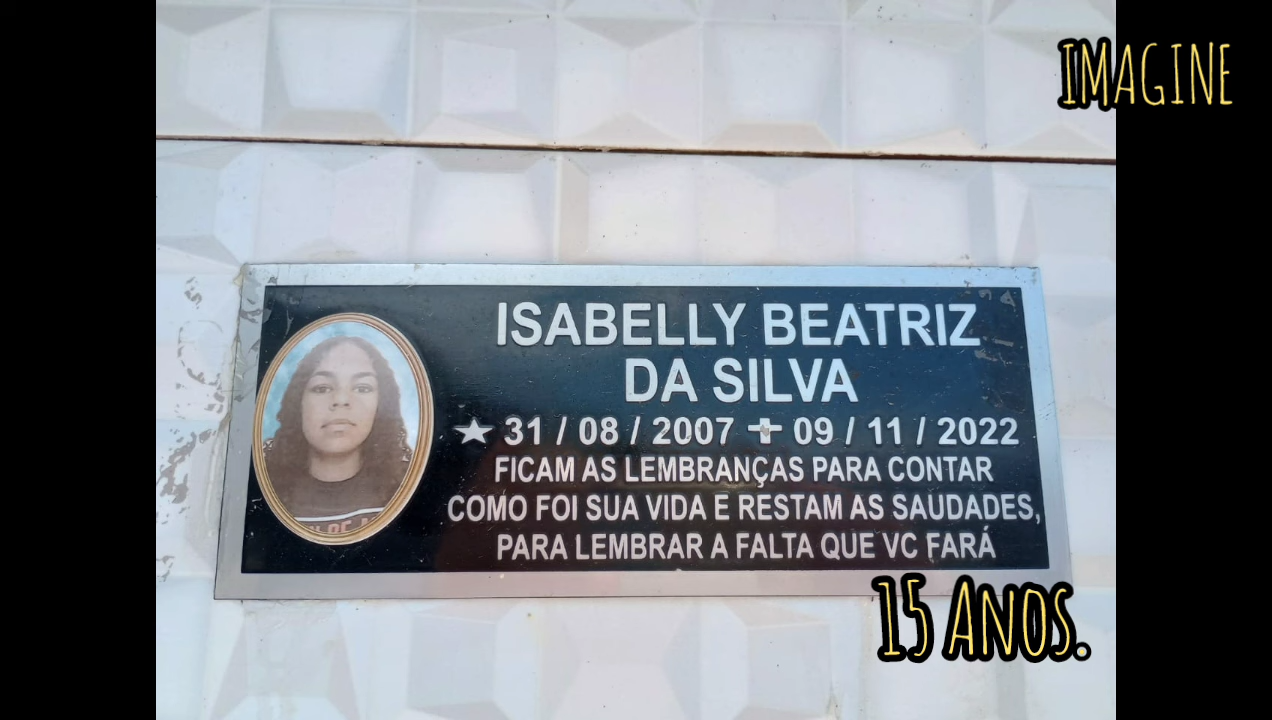 IMAGINE
ISABELLY BEATRIZ
DA SILVA
31 / 08 / 2007 09 / 11 / 2022
FICAM AS LEMBRANÇAS PARA CONTAR
COMO FOI SUA VIDA E RESTAM AS SAUDADES,
PARA LEMBRAR A FALTA QUE VC FARÁ
15 ANOS.